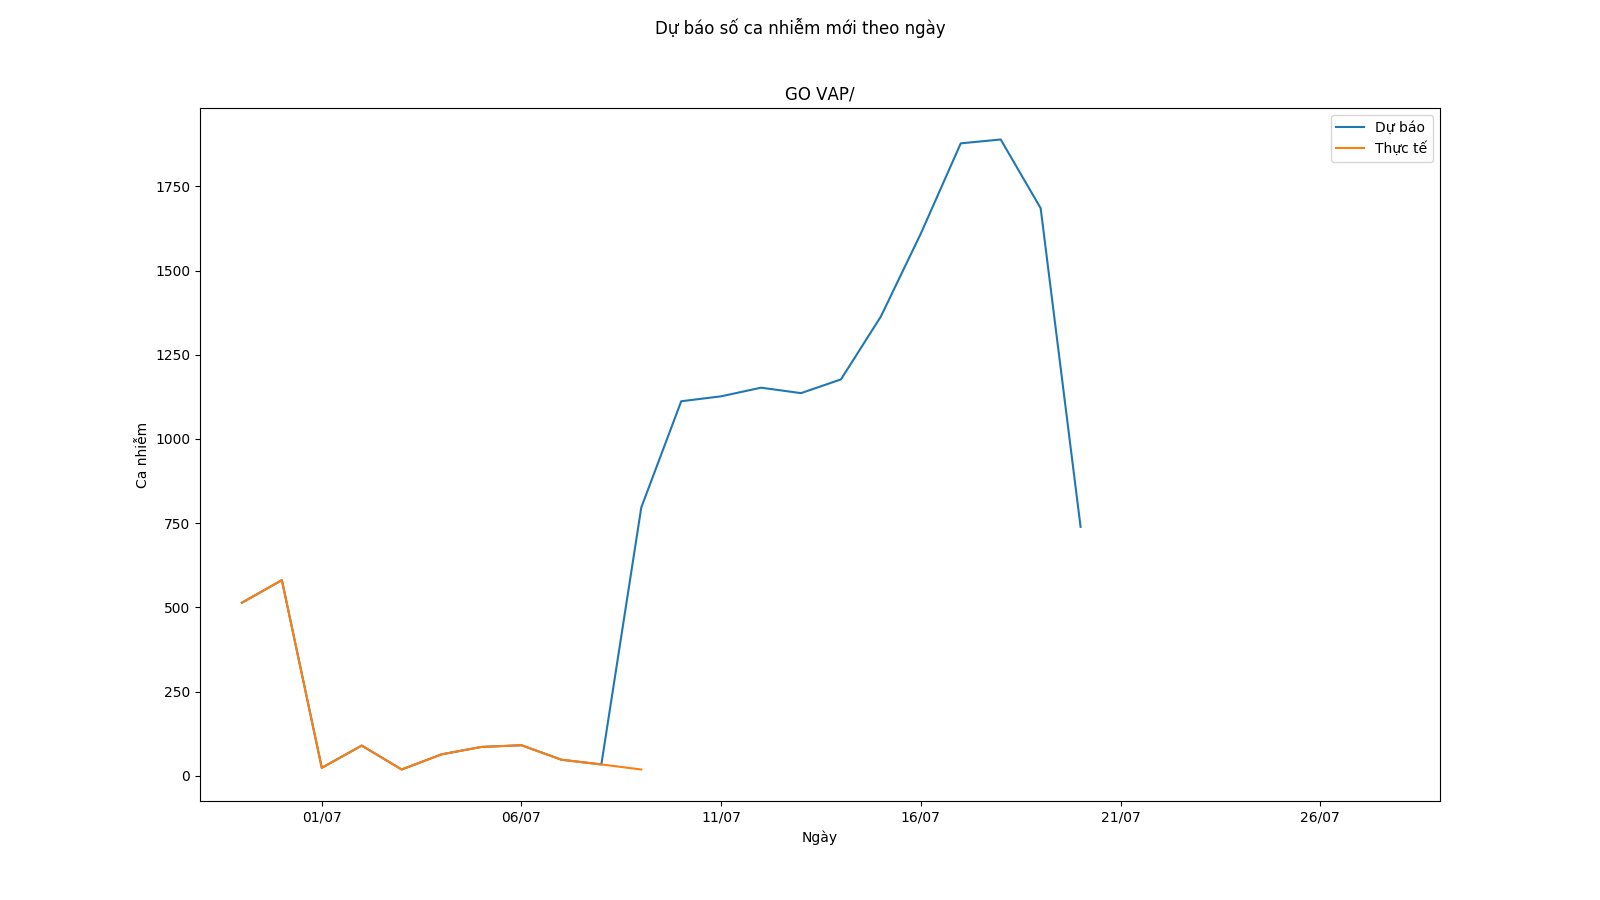 Dự báo số ca nhiễm mới theo ngày
GO VAP/
Dự báo
Thực tế
1750
1500
1250
1000
750
500
250
0
Ca nhiễm
01/07
06/07
11/07
16/07
21/07
26/07
Ngày